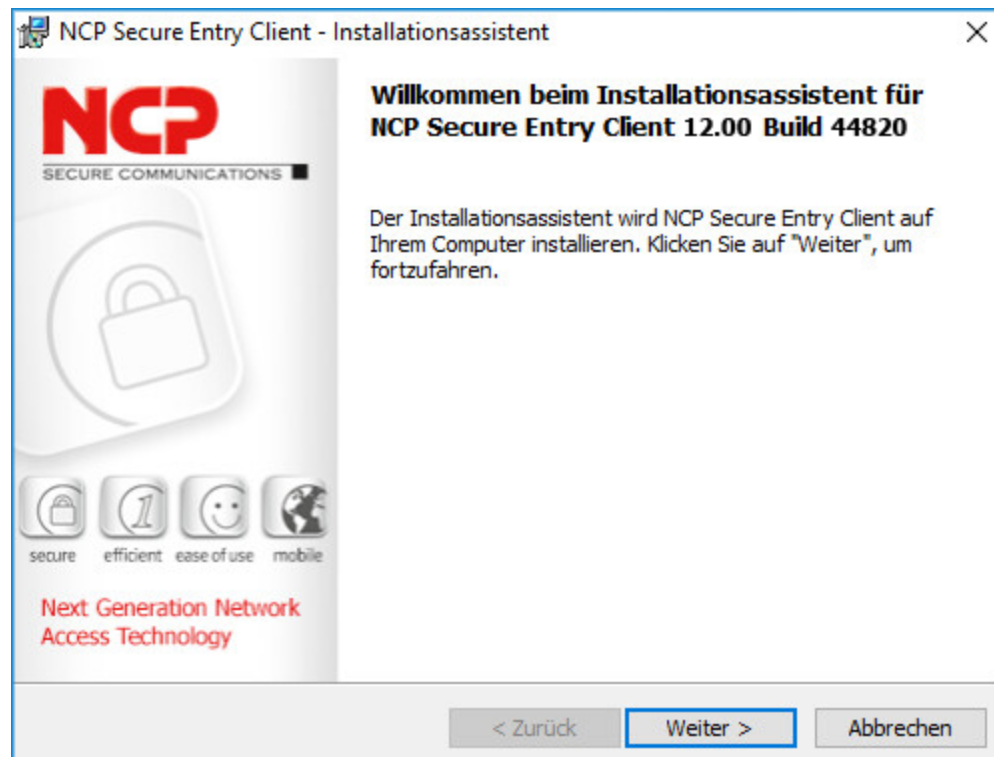 NCP Secure Entry Client - Installationsassistent
NCP
SECURE COMMUNICATIONS
secure efficient ease of use mobile
Next Generation Network
Access Technology
Willkommen beim Installationsassistent für
NCP Secure Entry Client 12.00 Build 44820
Der Installationsassistent wird NCP Secure Entry Client auf
Ihrem Computer installieren. Klicken Sie auf "Weiter", um
fortzufahren.
< Zurück Weiter > Abbrechen